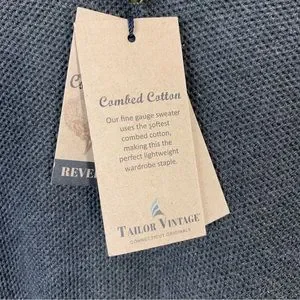 Combed Cotton
Our fine gauge sweater
uses the softest
combed cotton,
making this the
perfect lightweight
wardrobe staple.
TAILOR VINTAGE
CONNECTICUT ORIGINALS